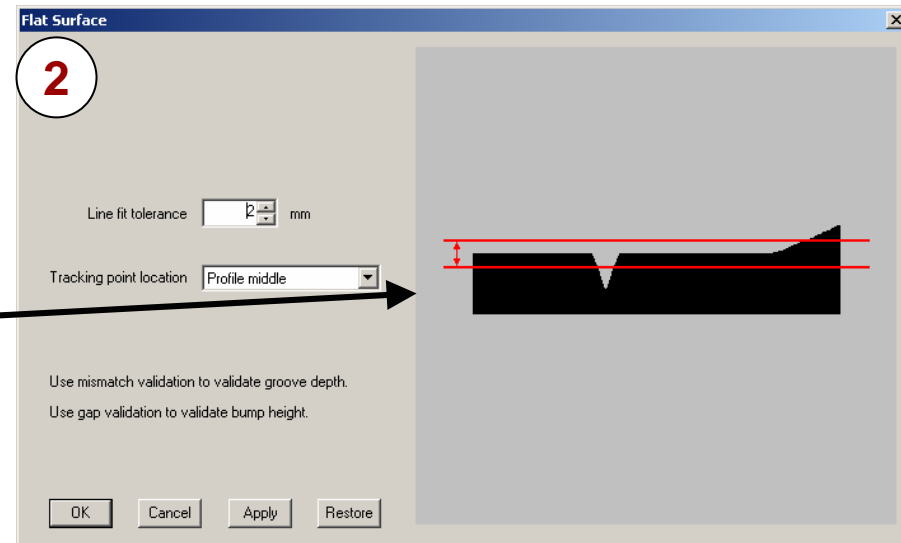 Flat Surface
2
Line fit tolerance 2 mm
Tracking point location Profile middle
Use mismatch validation to validate groove depth.
Use gap validation to validate bump height.
OK Cancel Apply Restore